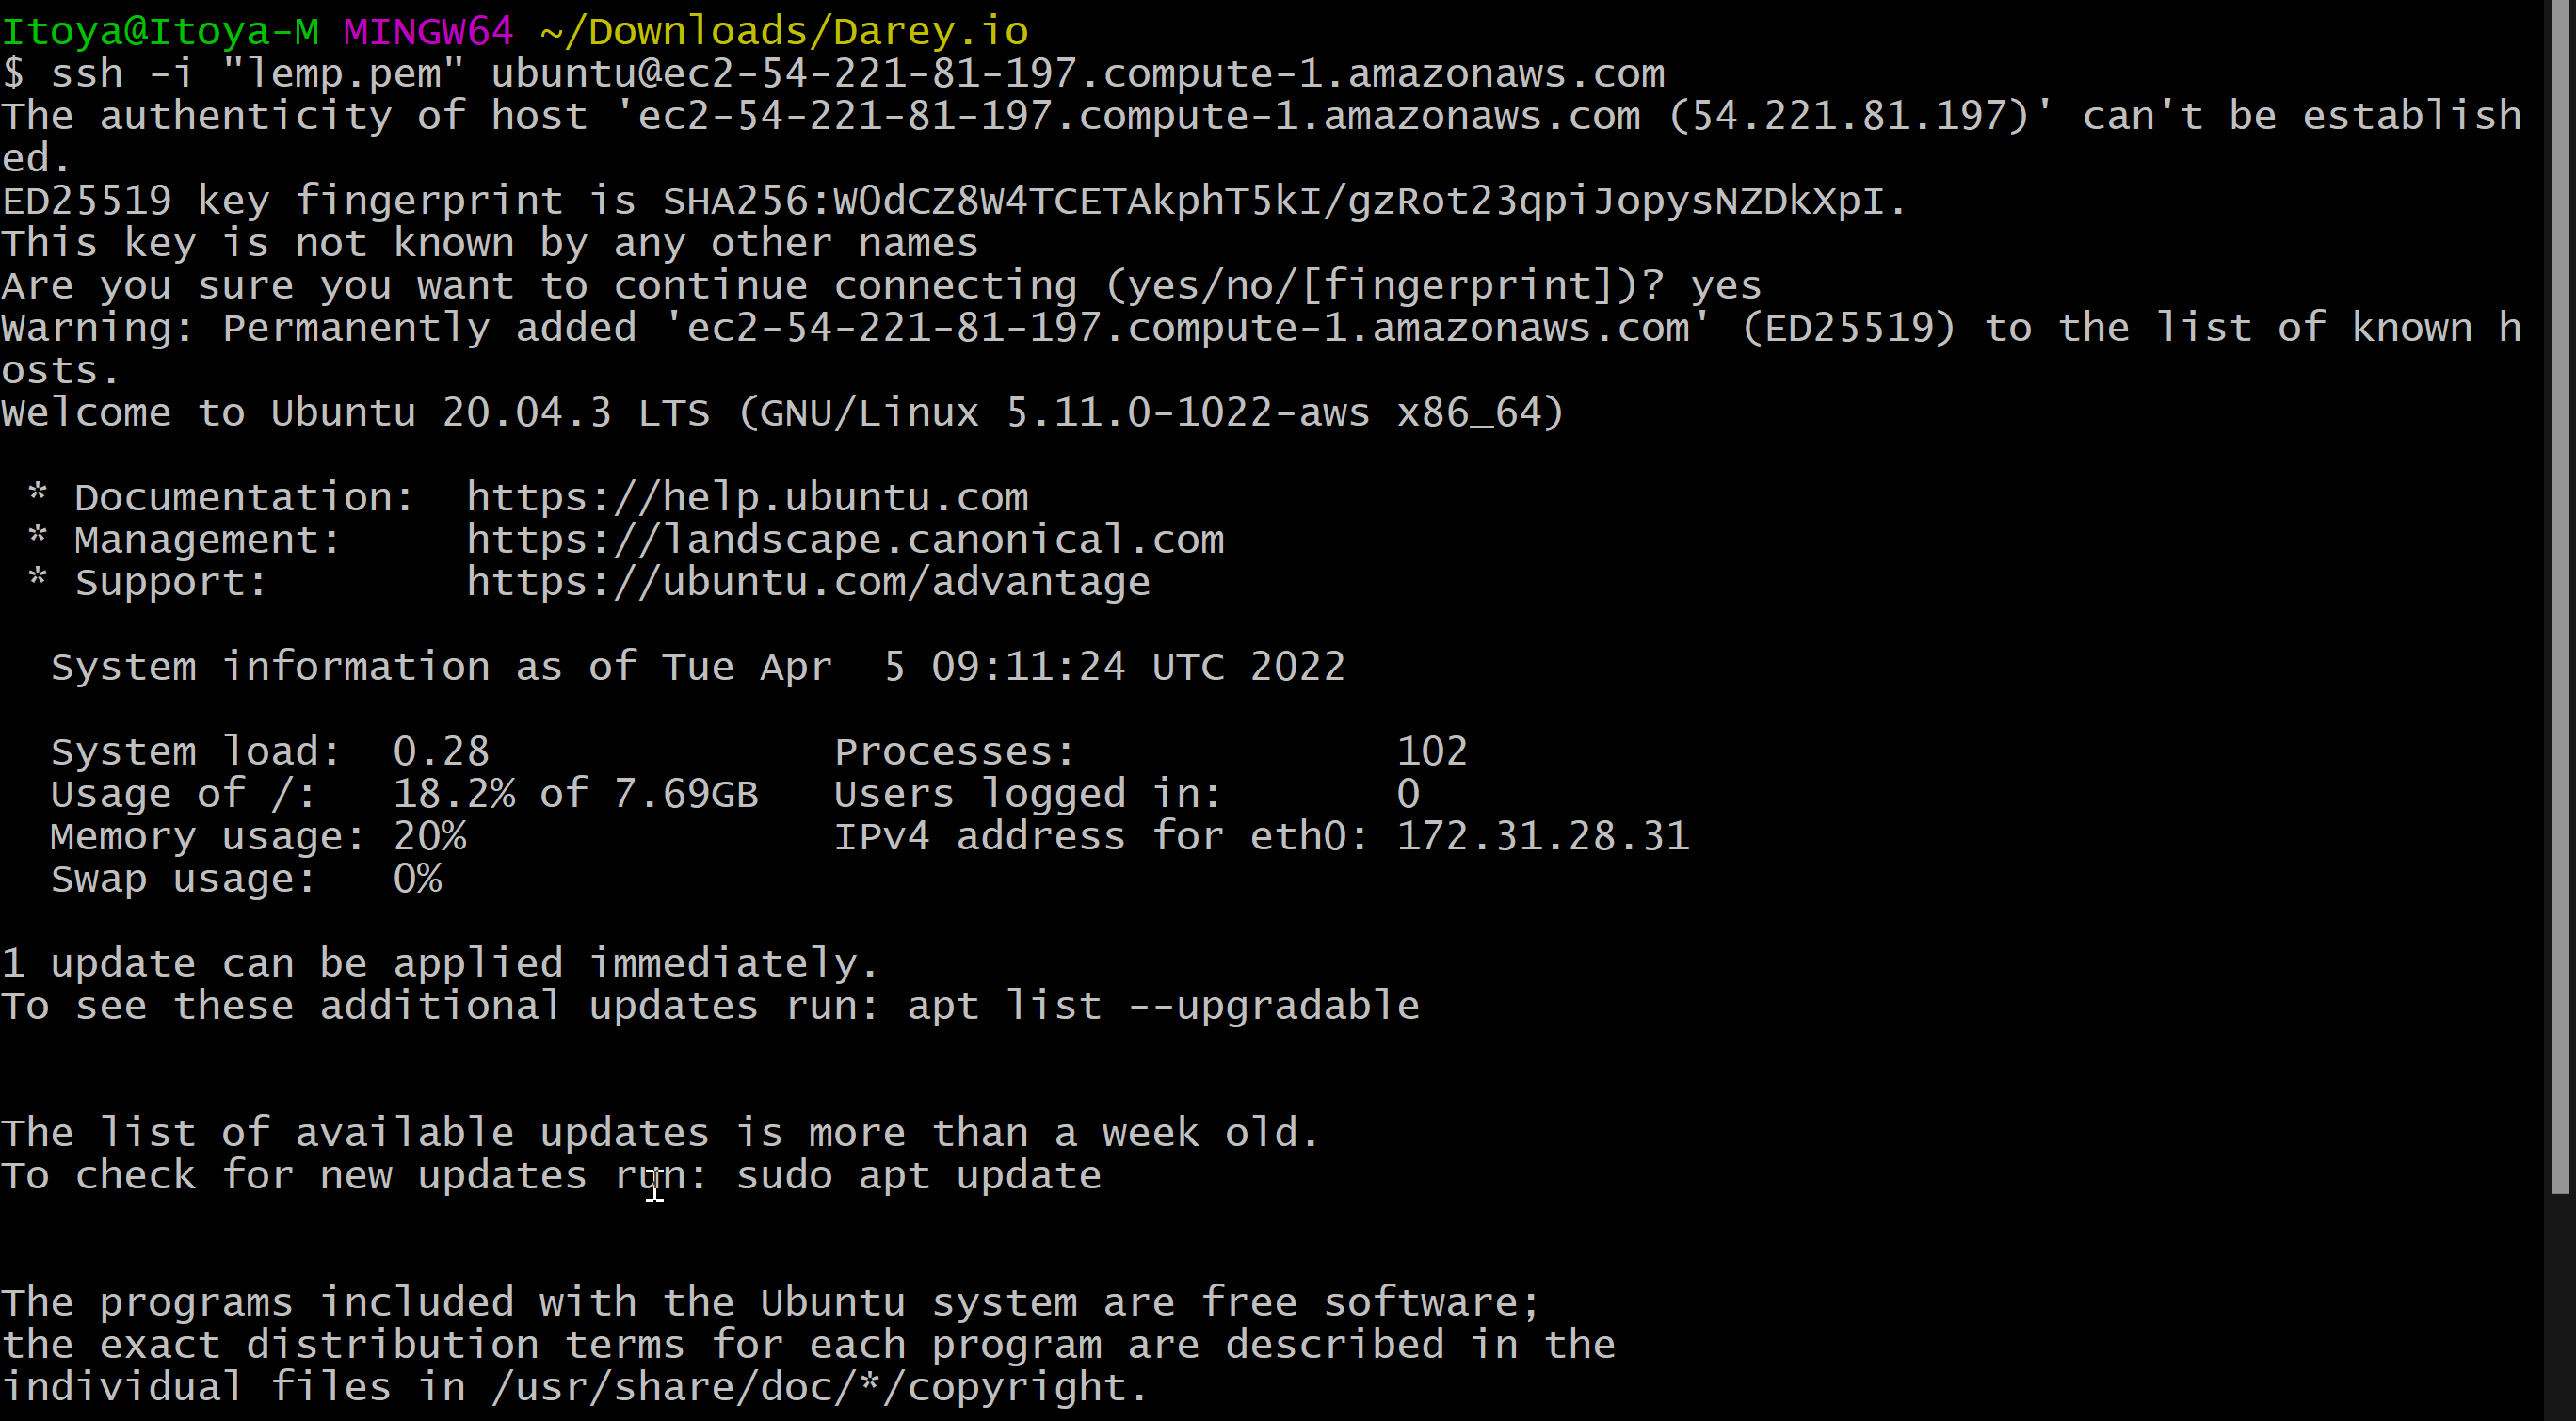 Itoya@Itoya-M MINGW64 ~/Downloads/Darey.io
$ ssh -i "lemp.pem" ubuntu@ec2-54-221-81-197.compute-1.amazonaws.com
The authenticity of host 'ec2-54-221-81-197.compute-1.amazonaws.com (54.221.81.197)' can't be establish
ed.
ED25519 key fingerprint is SHA256:W0dCZ8W4TCETAkphT5kI/gzRot23qpiJopysNZDkXpI.
This key is not known by any other names
Are you sure you want to continue connecting (yes/no/[fingerprint])? yes
Warning: Permanently added 'ec2-54-221-81-197.compute-1.amazonaws.com' (ED25519) to the list of known h
osts.
Welcome to Ubuntu 20.04.3 LTS (GNU/Linux 5.11.0-1022-aws x86_64)
* Documentation:  https://help.ubuntu.com
* Management:     https://landscape.canonical.com
* Support:        https://ubuntu.com/advantage
System information as of Tue Apr  5 09:11:24 UTC 2022
System load:  0.28              Processes:             102
Usage of /:   18.2% of 7.69GB   Users logged in:       0
Memory usage: 20%               IPv4 address for eth0: 172.31.28.31
Swap usage:   0%
1 update can be applied immediately.
To see these additional updates run: apt list --upgradable
The list of available updates is more than a week old.
To check for new updates run: sudo apt update
The programs included with the Ubuntu system are free software;
the exact distribution terms for each program are described in the
individual files in /usr/share/doc/*/copyright.